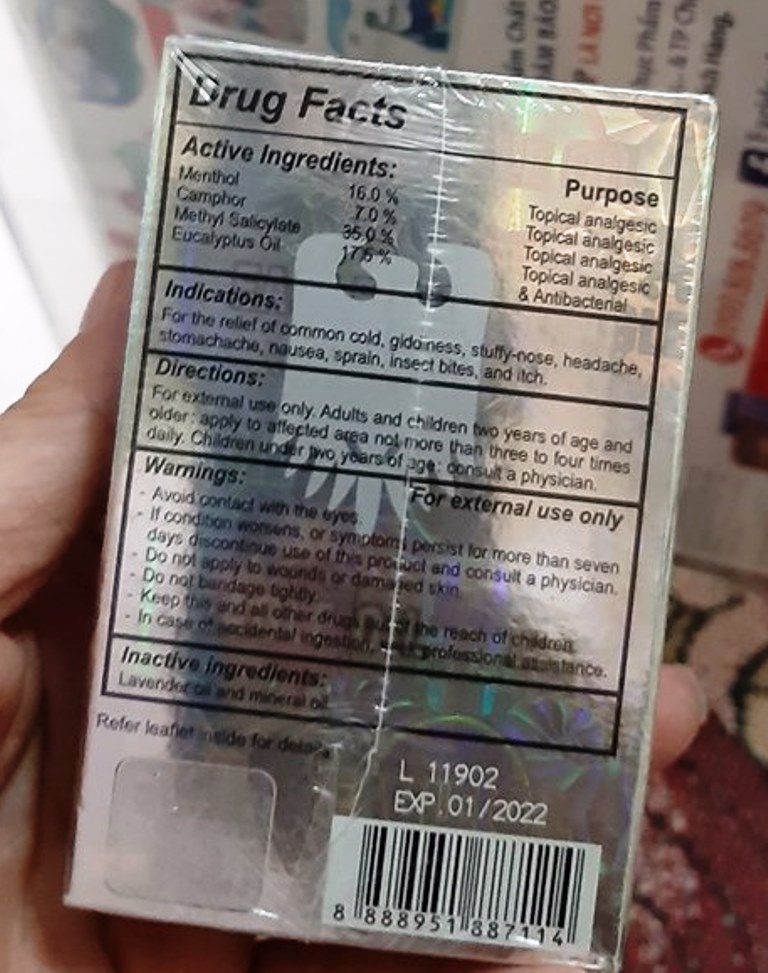 Drug Facts
Active Ingredients:
Purpose
Menthol 16.0 % Topical analgesic
Camphor 7.0 % Topical analgesic
Methyl Salicylate 35.0 % Topical analgesic
Eucalyptus Oil 17.5 % Topical analgesic
& Antibacterial
Indications:
For the relief of common cold, giddiness, stuffy-nose, headache,
stomachache, nausea, sprain, insect bites, and itch.
Directions:
For external use only. Adults and children two years of age and
older: apply to affected area not more than three to four times
daily. Children under two years of age: consult a physician.
Warnings:
For external use only
- Avoid contact with the eyes.
- If condition worsens, or symptoms persist for more than seven
days discontinue use of this product and consult a physician.
- Do not apply to wounds or damaged skin.
- Do not bandage tightly.
- Keep this and all other drugs out of the reach of children.
- In case of accidental ingestion, seek professional assistance.
Inactive ingredients:
Lavender oil and mineral oil.
Refer leaflet inside for details
L 11902
EXP.01/2022
8 888951 887114
LÀ NƠI